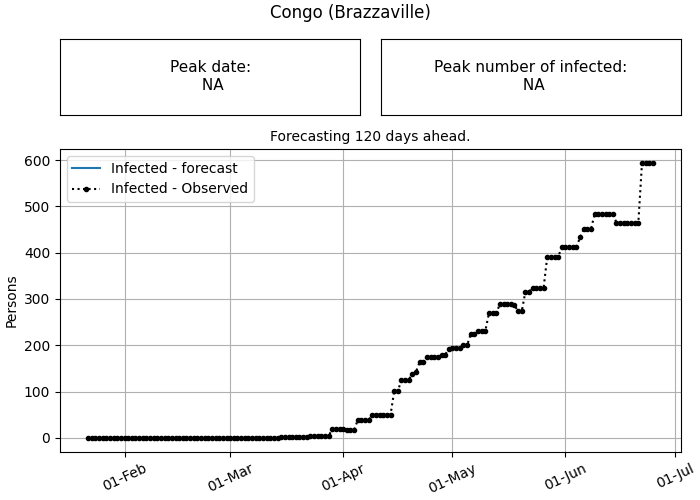 Congo (Brazzaville)
Peak date:
NA
Peak number of infected:
NA
Forecasting 120 days ahead.
Infected - forecast
Infected - Observed
Persons
600
500
400
300
200
100
0
01-Feb
01-Mar
01-Apr
01-May
01-Jun
01-Jul